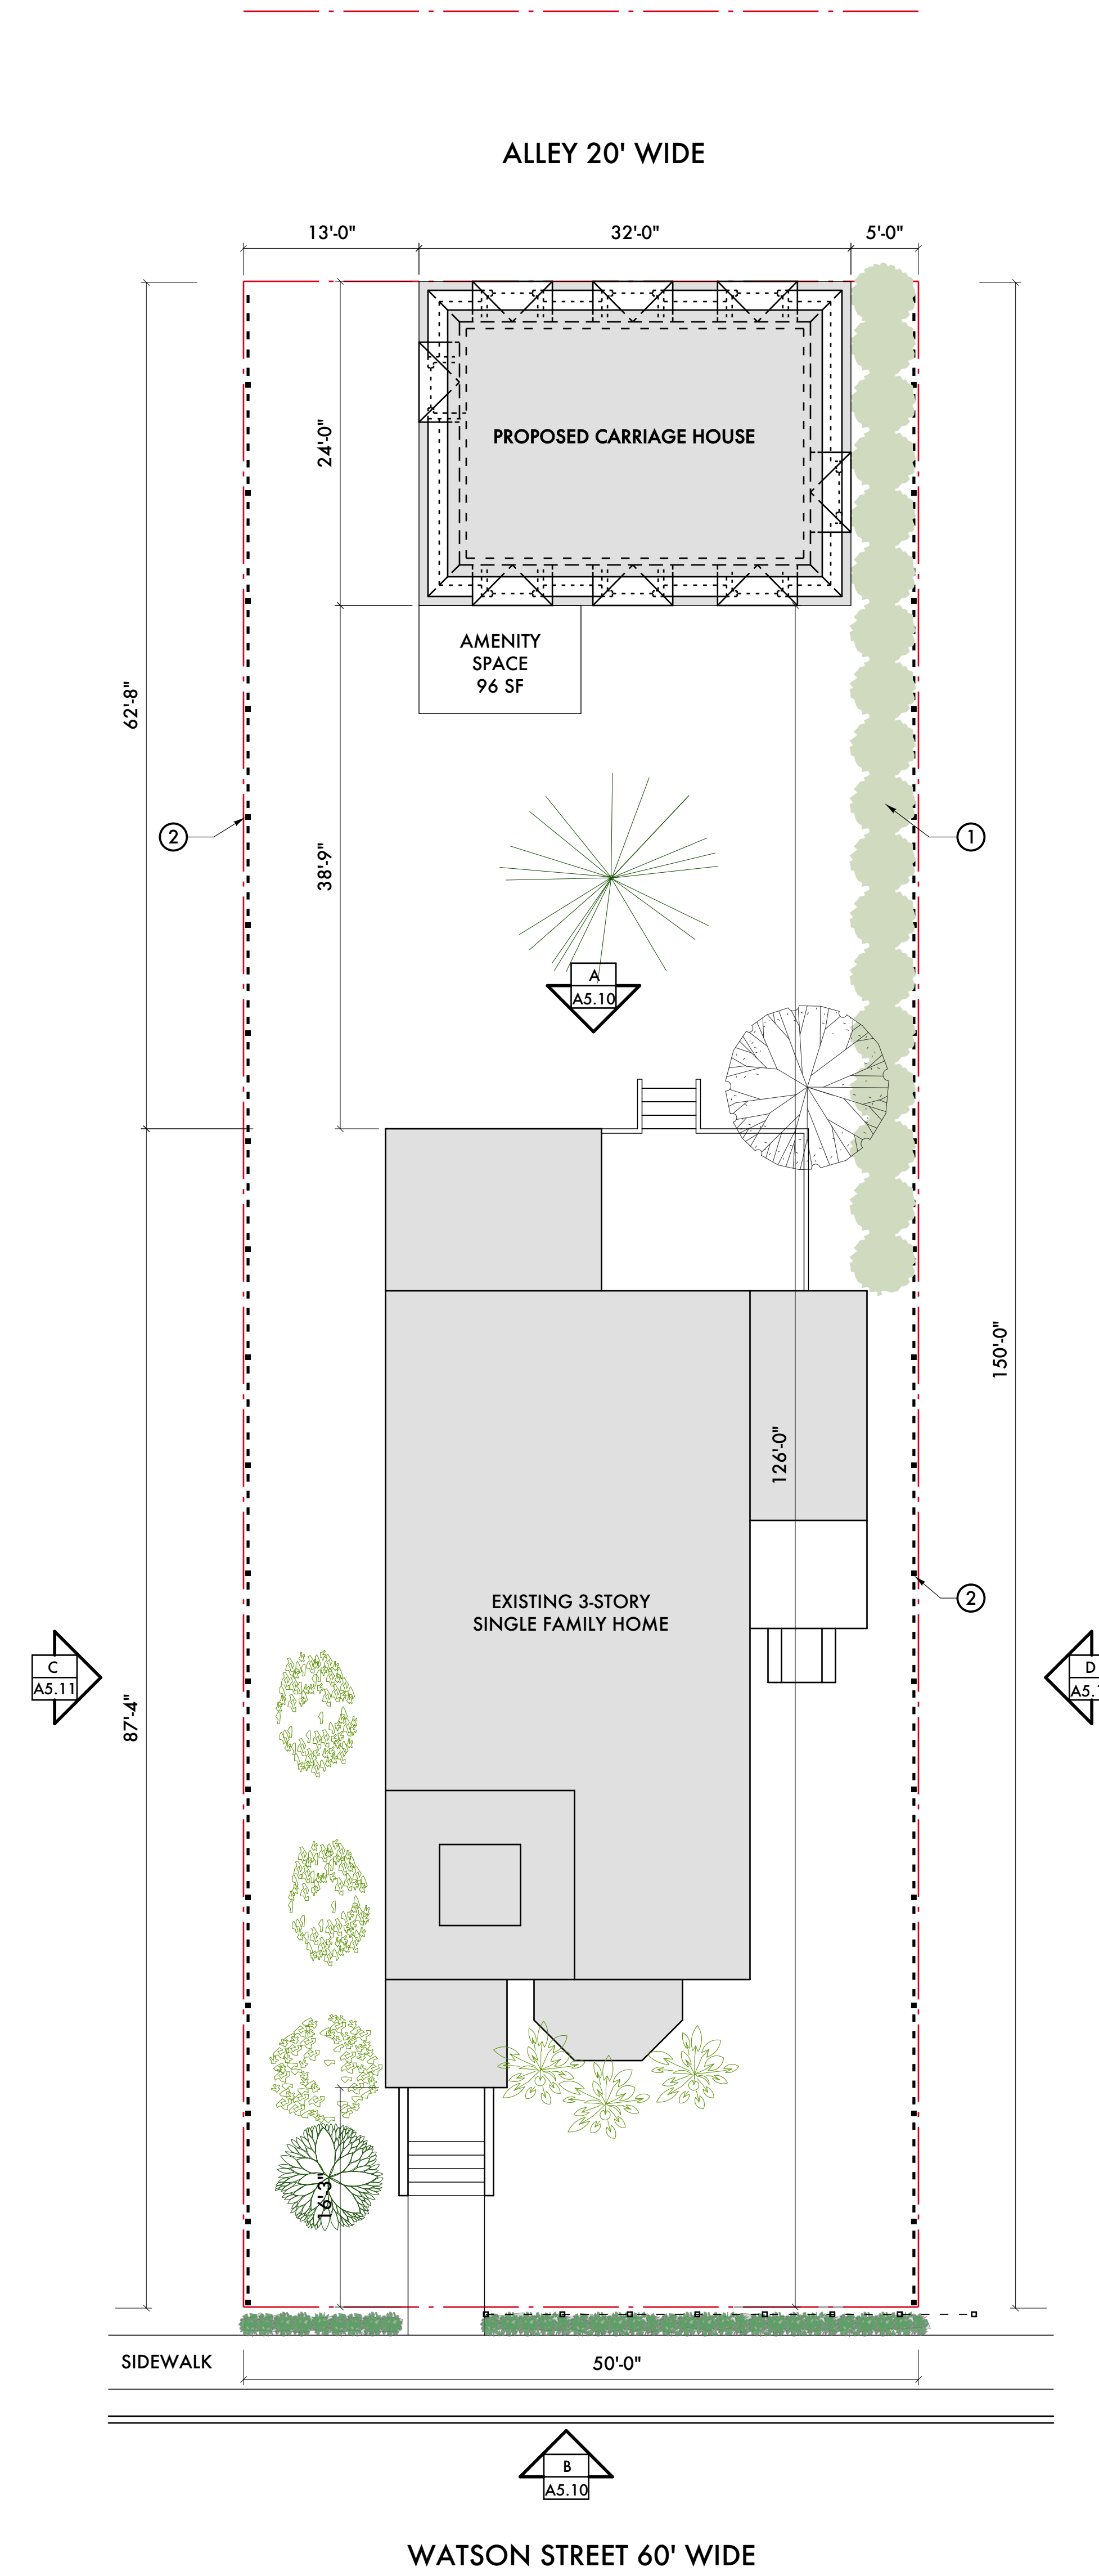 ALLEY 20' WIDE
13'-0"
32'-0"
5'-0"
24'-0"
PROPOSED CARRIAGE HOUSE
AMENITY
SPACE
96 SF
62'-8"
38'-9"
2
1
A
A5.10
150'-0"
126'-0"
EXISTING 3-STORY
SINGLE FAMILY HOME
2
C
A5.11
D
87'-4"
16'-3"
SIDEWALK
50'-0"
B
A5.10
WATSON STREET 60' WIDE